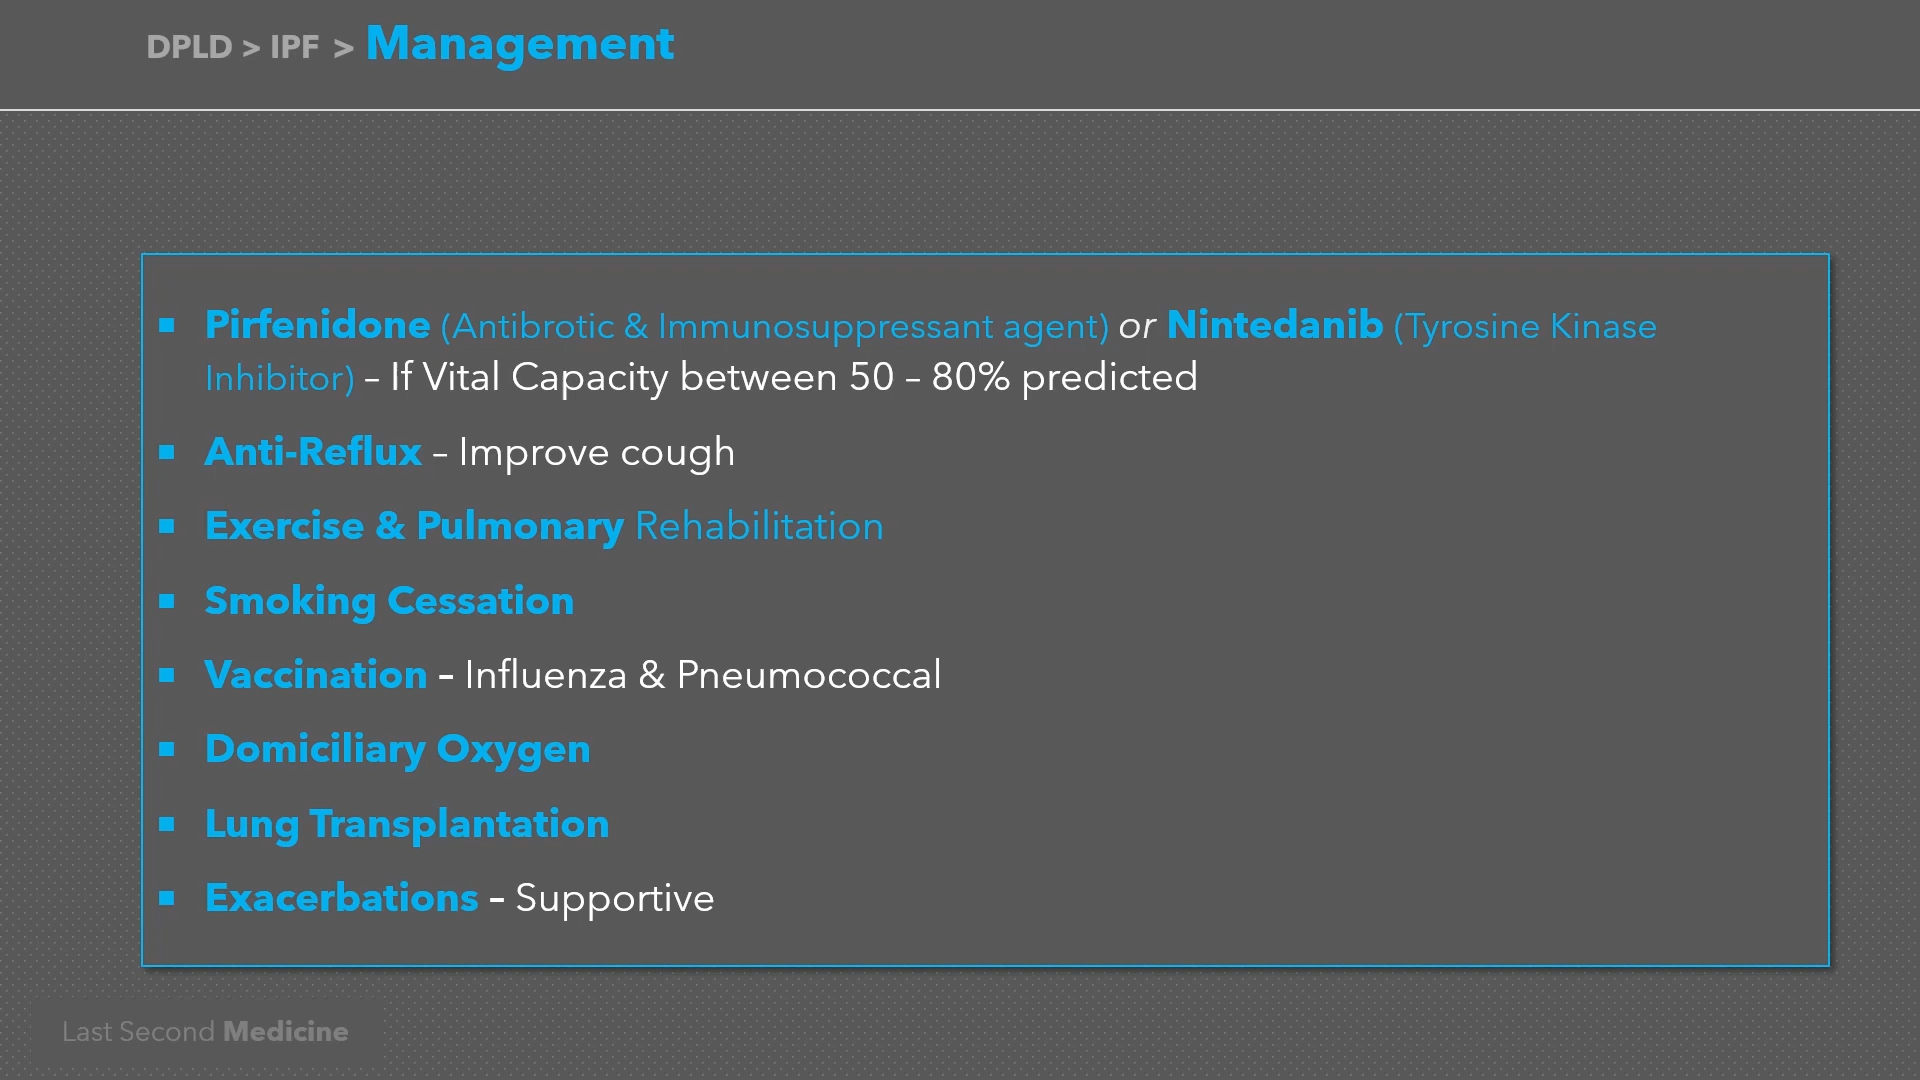 DPLD > IPF > Management
▪ Pirfenidone (Antibrotic & Immunosuppressant agent) or Nintedanib (Tyrosine Kinase
Inhibitor) – If Vital Capacity between 50 – 80% predicted
▪ Anti-Reflux – Improve cough
▪ Exercise & Pulmonary Rehabilitation
▪ Smoking Cessation
▪ Vaccination – Influenza & Pneumococcal
▪ Domiciliary Oxygen
▪ Lung Transplantation
▪ Exacerbations – Supportive
Last Second Medicine